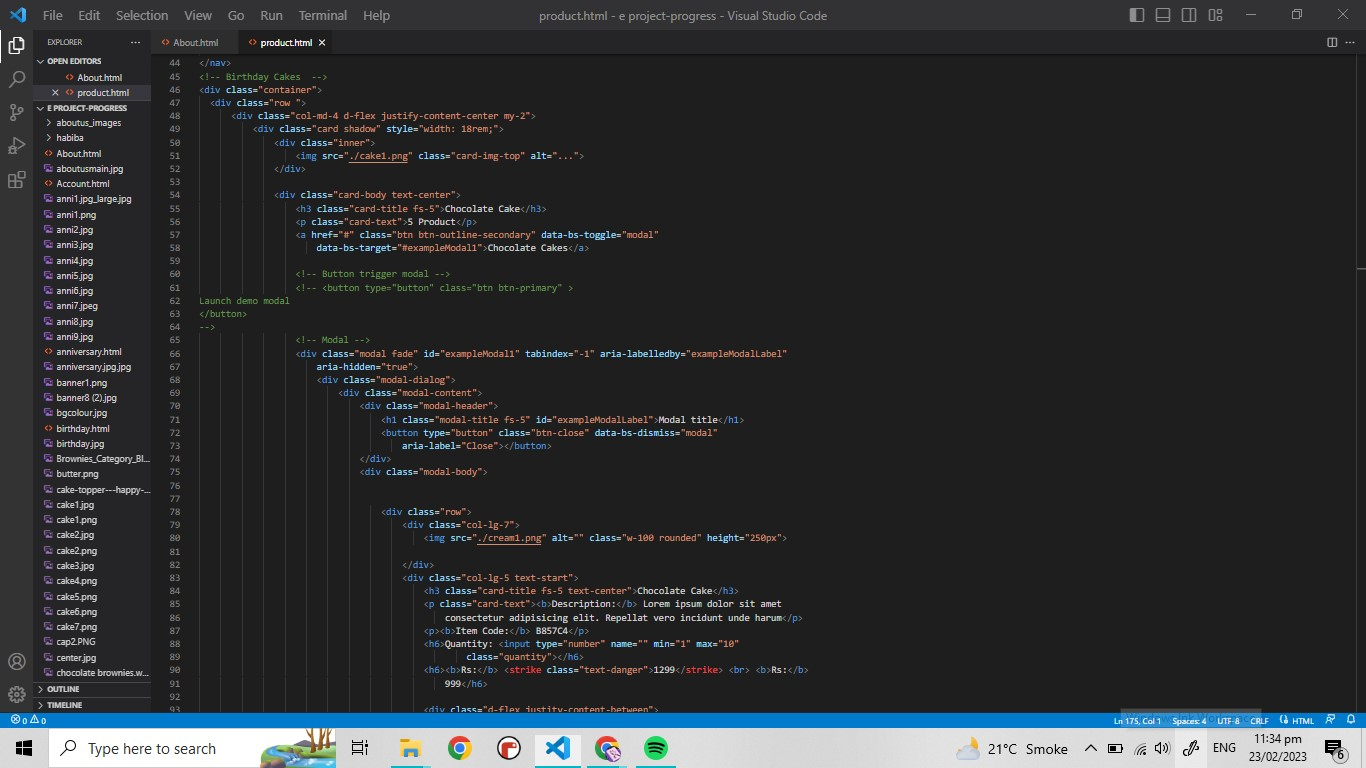 File Edit Selection View Go Run Terminal Help product.html - e project-progress - Visual Studio Code
EXPLORER ···
OPEN EDITORS
About.html
product.html
E PROJECT-PROGRESS
aboutus_images
habiba
About.html
aboutusmain.jpg
Account.html
anni1.jpg_large.jpg
anni1.png
anni2.jpg
anni3.jpg
anni4.jpg
anni5.jpg
anni6.jpg
anni7.jpeg
anni8.jpg
anni9.jpg
anniversary.html
anniversary.jpg.jpg
banner1.png
banner8 (2).jpg
bgcolour.jpg
birthday.html
birthday.jpg
Brownies_Category_Bl...
butter.png
cake-topper---happy-...
cake1.jpg
cake1.png
cake2.jpg
cake2.png
cake3.jpg
cake4.png
cake5.png
cake6.png
cake7.png
cap2.PNG
center.jpg
chocolate brownies.w...
OUTLINE
TIMELINE
About.html product.html
44 </nav>
45 <!-- Birthday Cakes  -->
46 <div class="container">
47 <div class="row ">
48 <div class="col-md-4 d-flex justify-content-center my-2">
49 <div class="card shadow" style="width: 18rem;">
50 <div class="inner">
51 <img src="./cake1.png" class="card-img-top" alt="...">
52 </div>
53
54 <div class="card-body text-center">
55 <h3 class="card-title fs-5">Chocolate Cake</h3>
56 <p class="card-text">5 Product</p>
57 <a href="#" class="btn btn-outline-secondary" data-bs-toggle="modal"
58 data-bs-target="#exampleModal1">Chocolate Cakes</a>
59
60 <!-- Button trigger modal -->
61 <!-- <button type="button" class="btn btn-primary" >
62 Launch demo modal
63 </button>
64 -->
65 <!-- Modal -->
66 <div class="modal fade" id="exampleModal1" tabindex="-1" aria-labelledby="exampleModalLabel"
67 aria-hidden="true">
68 <div class="modal-dialog">
69 <div class="modal-content">
70 <div class="modal-header">
71 <h1 class="modal-title fs-5" id="exampleModalLabel">Modal title</h1>
72 <button type="button" class="btn-close" data-bs-dismiss="modal"
73 aria-label="Close"></button>
74 </div>
75 <div class="modal-body">
76
77
78 <div class="row">
79 <div class="col-lg-7">
80 <img src="./cream1.png" alt="" class="w-100 rounded" height="250px">
81
82 </div>
83 <div class="col-lg-5 text-start">
84 <h3 class="card-title fs-5 text-center">Chocolate Cake</h3>
85 <p class="card-text"><b>Description:</b> Lorem ipsum dolor sit amet
86 consectetur adipisicing elit. Repellat vero incidunt unde harum</p>
87 <p><b>Item Code:</b> B857C4</p>
88 <h6>Quantity: <input type="number" name="" min="1" max="10"
89 class="quantity"></h6>
90 <h6><b>Rs:</b> <strike class="text-danger">1299</strike> <br> <b>Rs:</b>
91 999</h6>
92
93 <div class="d-flex justify-content-between">
0 0 Ln 175, Col 1 Spaces: 4 UTF-8 CRLF HTML
Type here to search 21°C Smoke ENG 11:34 pm
23/02/2023 6